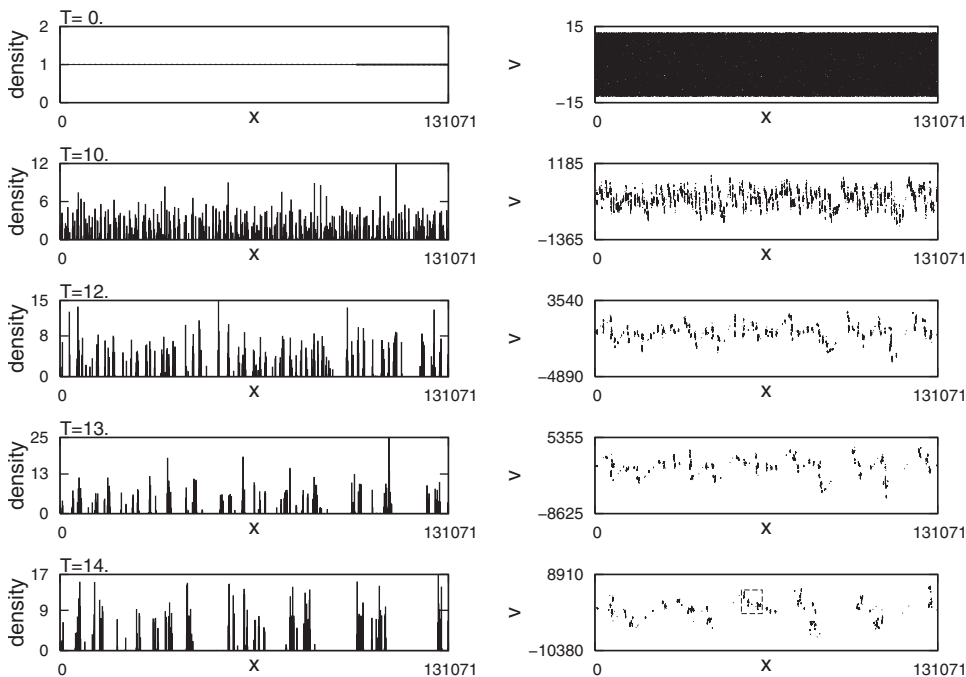 T= 0.
2
1
0
density
0
x
131071
15
-15
v
0
x
131071
T=10.
12
6
0
density
0
x
131071
1185
-1365
v
0
x
131071
T=12.
15
8
0
density
0
x
131071
3540
-4890
v
0
x
131071
T=13.
25
13
0
density
0
x
131071
5355
-8625
v
0
x
131071
T=14.
17
9
0
density
0
x
131071
8910
-10380
v
0
x
131071